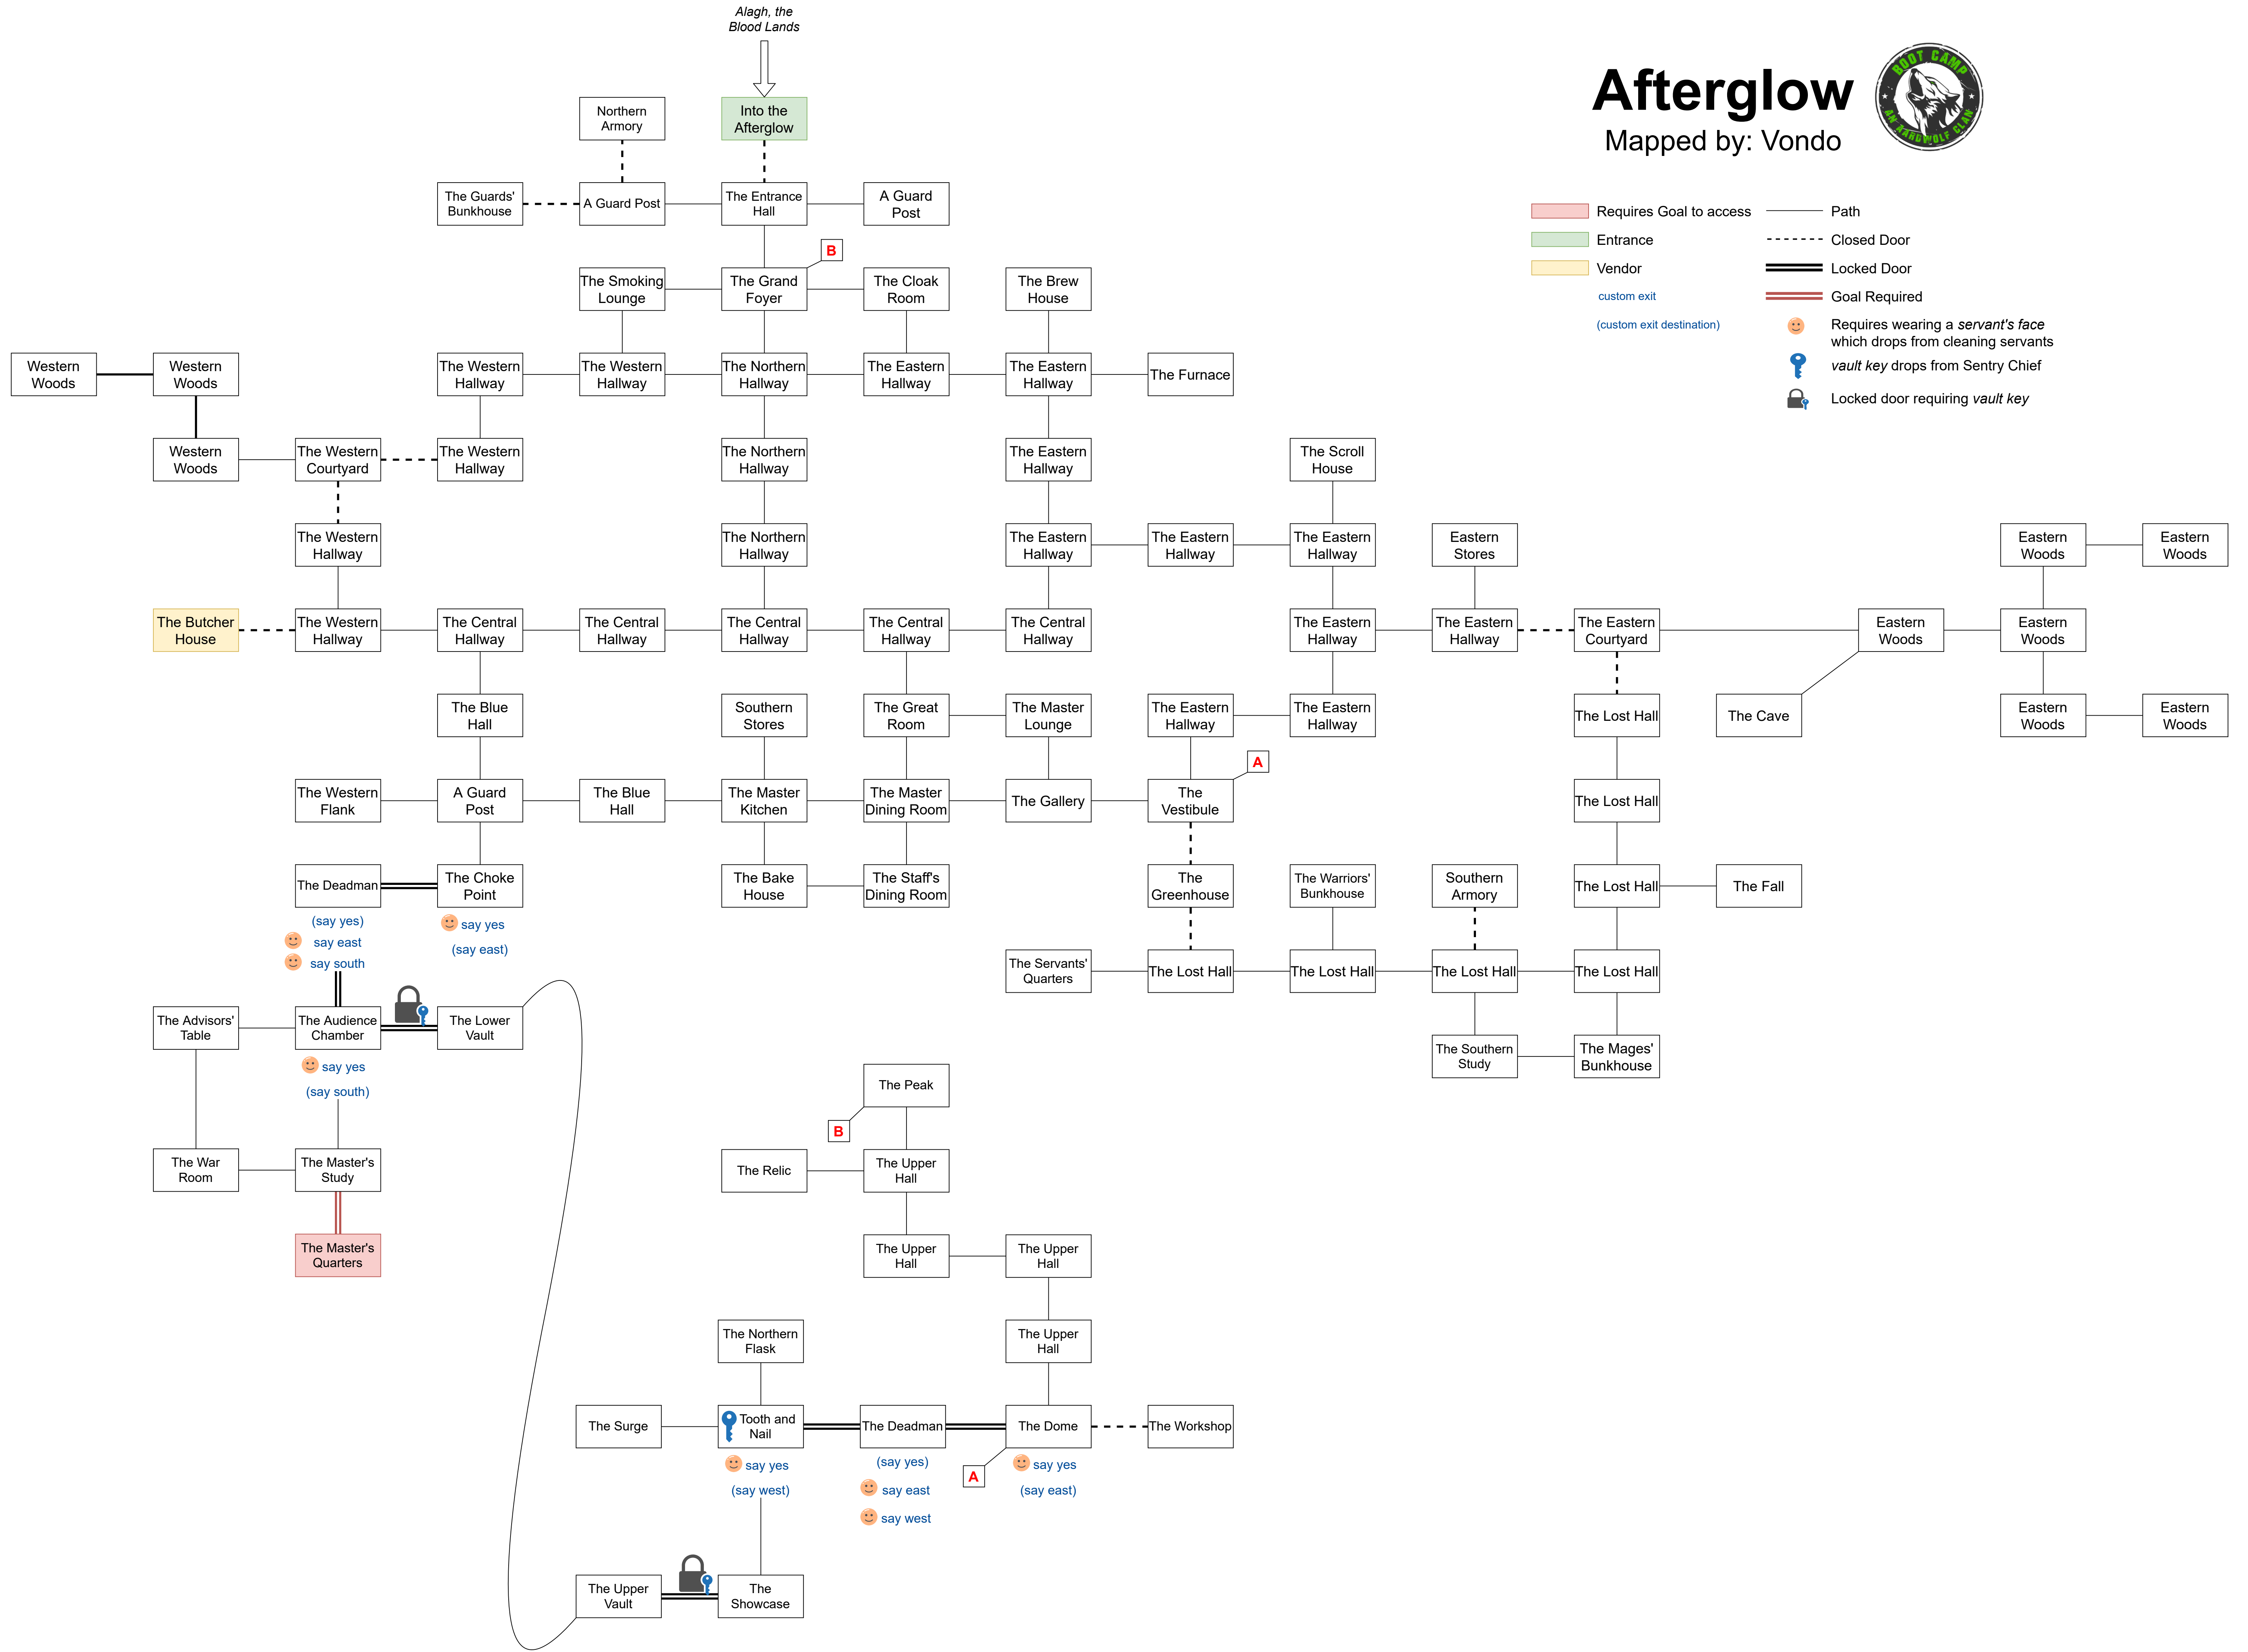 Alagh, the
Blood Lands
Afterglow
Mapped by: Vondo
BOOT CAMP
AN AARDWOLF CLAN
Northern
Armory
Into the
Afterglow
The Guards'
Bunkhouse
A Guard Post
The Entrance
Hall
A Guard
Post
Requires Goal to access
Path
Entrance
Closed Door
Vendor
Locked Door
custom exit
Goal Required
(custom exit destination)
Requires wearing a servant's face
which drops from cleaning servants
vault key drops from Sentry Chief
Locked door requiring vault key
B
The Smoking
Lounge
The Grand
Foyer
The Cloak
Room
The Brew
House
Western
Woods
Western
Woods
The Western
Hallway
The Western
Hallway
The Northern
Hallway
The Eastern
Hallway
The Eastern
Hallway
The Furnace
Western
Woods
The Western
Courtyard
The Western
Hallway
The Northern
Hallway
The Eastern
Hallway
The Scroll
House
The Western
Hallway
The Northern
Hallway
The Eastern
Hallway
The Eastern
Hallway
The Eastern
Hallway
Eastern
Stores
Eastern
Woods
Eastern
Woods
The Butcher
House
The Western
Hallway
The Central
Hallway
The Central
Hallway
The Central
Hallway
The Central
Hallway
The Central
Hallway
The Eastern
Hallway
The Eastern
Hallway
The Eastern
Courtyard
Eastern
Woods
Eastern
Woods
The Blue
Hall
Southern
Stores
The Great
Room
The Master
Lounge
The Eastern
Hallway
The Eastern
Hallway
The Lost Hall
The Cave
Eastern
Woods
Eastern
Woods
A
The Western
Flank
A Guard
Post
The Blue
Hall
The Master
Kitchen
The Master
Dining Room
The Gallery
The
Vestibule
The Lost Hall
The Deadman
The Choke
Point
The Bake
House
The Staff's
Dining Room
The
Greenhouse
The Warriors'
Bunkhouse
Southern
Armory
The Lost Hall
The Fall
(say yes)
say east
say south
say yes
(say east)
The Servants'
Quarters
The Lost Hall
The Lost Hall
The Lost Hall
The Lost Hall
The Advisors'
Table
The Audience
Chamber
The Lower
Vault
The Southern
Study
The Mages'
Bunkhouse
say yes
(say south)
The Peak
B
The War
Room
The Master's
Study
The Relic
The Upper
Hall
The Master's
Quarters
The Upper
Hall
The Upper
Hall
The Northern
Flask
The Upper
Hall
The Surge
Tooth and
Nail
The Deadman
The Dome
The Workshop
say yes
(say west)
(say yes)
say east
say west
A
say yes
(say east)
The Upper
Vault
The
Showcase